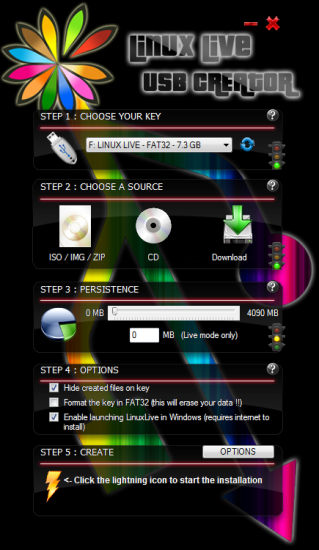 Linux Live
USB Creator
STEP 1 : CHOOSE YOUR KEY
?
F: LINUX LIVE - FAT32 - 7.3 GB
STEP 2 : CHOOSE A SOURCE
?
ISO / IMG / ZIP CD Download
STEP 3 : PERSISTENCE
?
0 MB 4090 MB
0 MB (Live mode only)
STEP 4 : OPTIONS
?
Hide created files on key
Format the key in FAT32 (this will erase your data !!)
Enable launching LinuxLive in Windows (requires internet to
install)
STEP 5 : CREATE OPTIONS
<- Click the lightning icon to start the installation